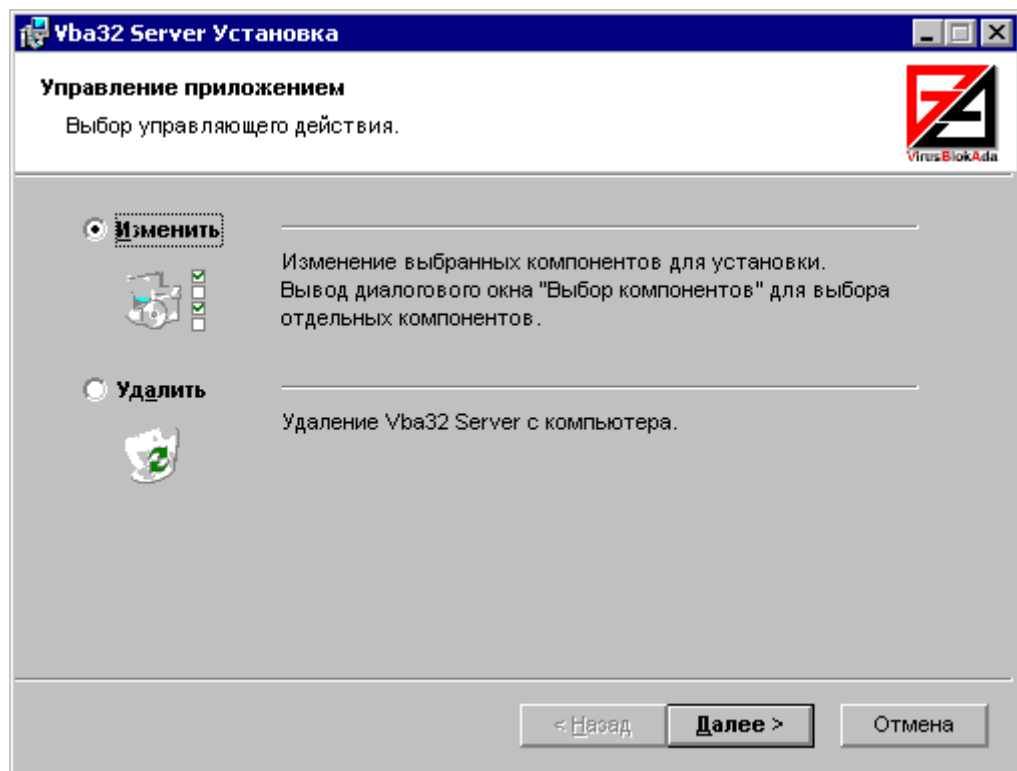 Vba32 Server Установка
Управление приложением
Выбор управляющего действия.
VirusBlokAda
Изменить
Изменение выбранных компонентов для установки.
Вывод диалогового окна "Выбор компонентов" для выбора
отдельных компонентов.
Удалить
Удаление Vba32 Server с компьютера.
< Назад
Далее >
Отмена